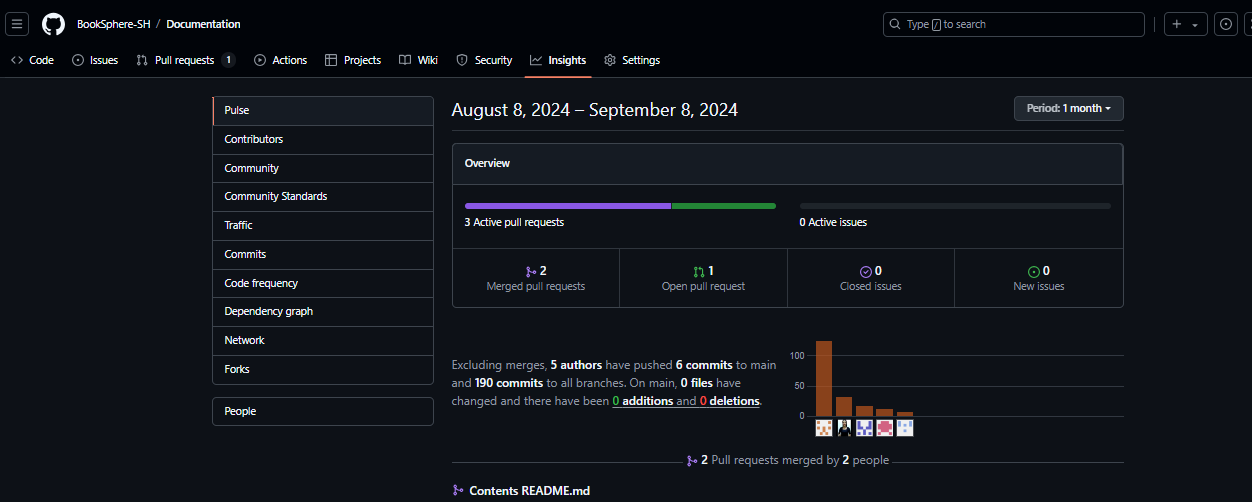 BookSphere-SH / Documentation
Type / to search
Code
Issues
Pull requests 1
Actions
Projects
Wiki
Security
Insights
Settings
Pulse
Contributors
Community
Community Standards
Traffic
Commits
Code frequency
Dependency graph
Network
Forks
People
August 8, 2024 – September 8, 2024
Period: 1 month
Overview
3 Active pull requests
0 Active issues
2
Merged pull requests
1
Open pull request
0
Closed issues
0
New issues
Excluding merges, 5 authors have pushed 6 commits to main
and 190 commits to all branches. On main, 0 files have
changed and there have been 0 additions and 0 deletions.
100
50
0
2 Pull requests merged by 2 people
Contents README.md